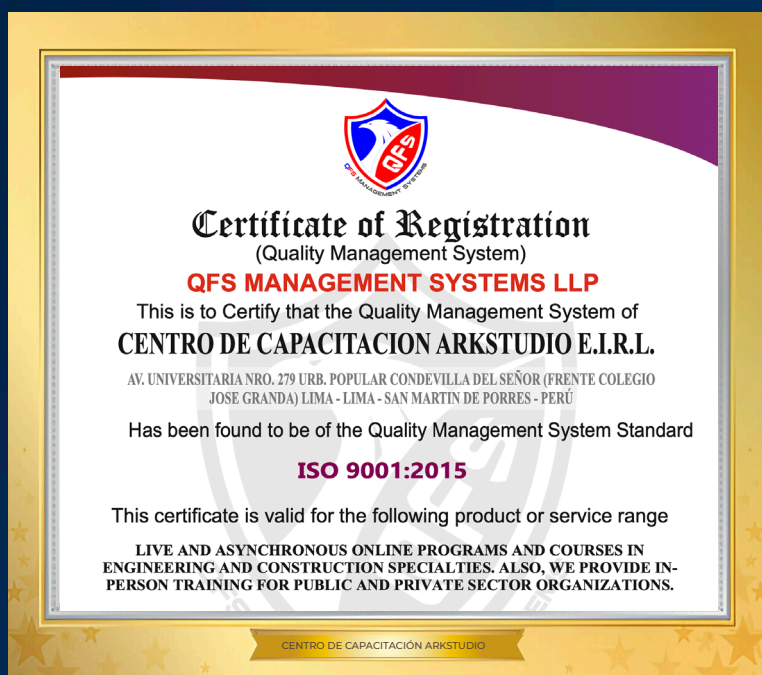 QFS
QFS MANAGEMENT SYSTEMS
Certificate of Registration
(Quality Management System)
QFS MANAGEMENT SYSTEMS LLP
This is to Certify that the Quality Management System of
CENTRO DE CAPACITACION ARKSTUDIO E.I.R.L.
AV. UNIVERSITARIA NRO. 279 URB. POPULAR CONDEVILLA DEL SEÑOR (FRENTE COLEGIO
JOSE GRANDA) LIMA - LIMA - SAN MARTIN DE PORRES - PERÚ
Has been found to be of the Quality Management System Standard
ISO 9001:2015
This certificate is valid for the following product or service range
LIVE AND ASYNCHRONOUS ONLINE PROGRAMS AND COURSES IN
ENGINEERING AND CONSTRUCTION SPECIALTIES. ALSO, WE PROVIDE IN-
PERSON TRAINING FOR PUBLIC AND PRIVATE SECTOR ORGANIZATIONS.
CENTRO DE CAPACITACIÓN ARKSTUDIO